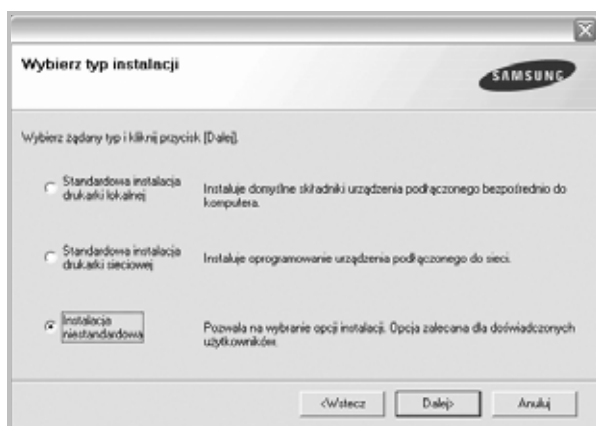 Wybierz typ instalacji
SAMSUNG
Wybierz żądany typ i kliknij przycisk [Dalej].
Standardowa instalacja
drukarki lokalnej
Instaluje domyślne składniki urządzenia podłączonego bezpośrednio do
komputera.
Standardowa instalacja
drukarki sieciowej
Instaluje oprogramowanie urządzenia podłączonego do sieci.
Instalacja
niestandardowa
Pozwala na wybranie opcji instalacji. Opcja zalecana dla doświadczonych
użytkowników.
<Wstecz
Dalej>
Anuluj